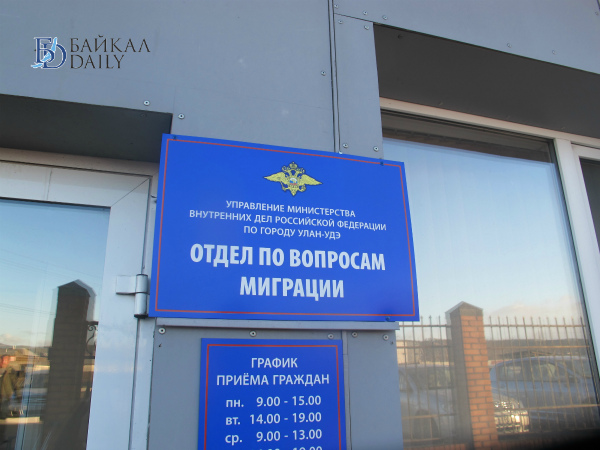 БАЙКАЛ
DAILY
УПРАВЛЕНИЕ МИНИСТЕРСТВА
ВНУТРЕННИХ ДЕЛ РОССИЙСКОЙ ФЕДЕРАЦИИ
ПО ГОРОДУ УЛАН-УДЭ
ОТДЕЛ ПО ВОПРОСАМ
МИГРАЦИИ
ГРАФИК
ПРИЁМА ГРАЖДАН
пн. 9.00 - 15.00
вт. 14.00 - 19.00
ср. 9.00 - 13.00